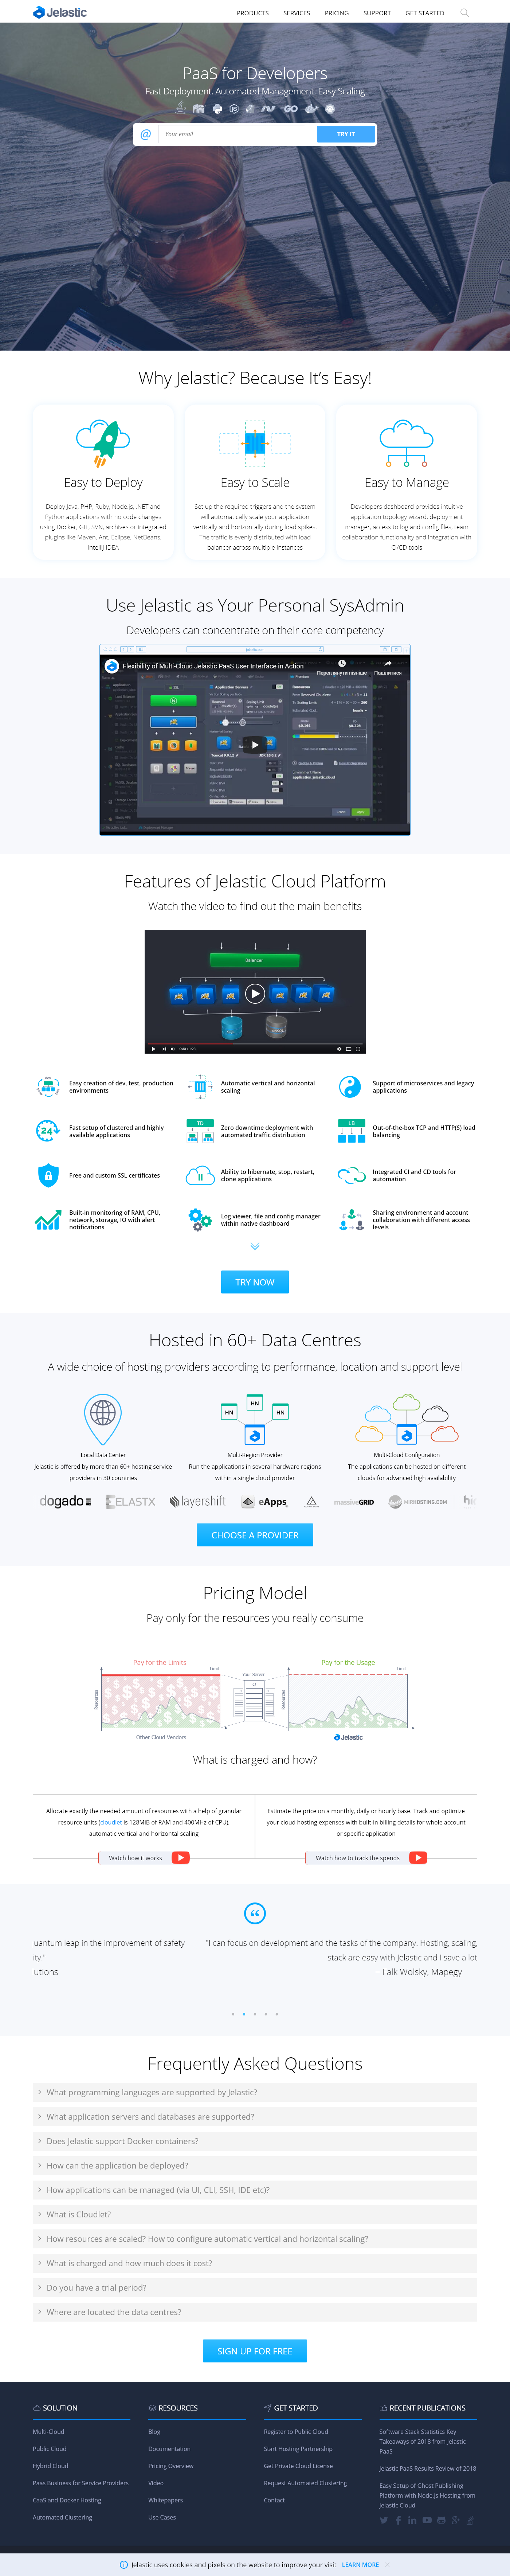 Jelastic
PRODUCTS SERVICES PRICING SUPPORT GET STARTED
PaaS for Developers
Fast Deployment. Automated Management. Easy Scaling
@ Your email TRY IT
Why Jelastic? Because It's Easy!
Easy to Deploy
Deploy Java, PHP, Ruby, Node.js, .NET and
Python applications with no code changes
using Docker, GIT, SVN, archives or integrated
plugins like Maven, Ant, Eclipse, NetBeans,
IntelliJ IDEA
Easy to Scale
Set up the required triggers and the system
will automatically scale your application
vertically and horizontally during load spikes.
The traffic is evenly distributed with load
balancer across multiple instances
Easy to Manage
Developers dashboard provides intuitive
application topology wizard, deployment
manager, access to log and config files, team
collaboration functionality and integration with
CI/CD tools
Use Jelastic as Your Personal SysAdmin
Developers can concentrate on their core competency
Flexibility of Multi-Cloud Jelastic PaaS User Interface in Action
Переглянути пізніше Поділитися
Features of Jelastic Cloud Platform
Watch the video to find out the main benefits
Balancer
Easy creation of dev, test, production
environments
Automatic vertical and horizontal
scaling
Support of microservices and legacy
applications
24/7
Fast setup of clustered and highly
available applications
TD
Zero downtime deployment with
automated traffic distribution
LB
Out-of-the-box TCP and HTTP(S) load
balancing
Free and custom SSL certificates
Ability to hibernate, stop, restart,
clone applications
Integrated CI and CD tools for
automation
Built-in monitoring of RAM, CPU,
network, storage, IO with alert
notifications
Log viewer, file and config manager
within native dashboard
Sharing environment and account
collaboration with different access
levels
TRY NOW
Hosted in 60+ Data Centres
A wide choice of hosting providers according to performance, location and support level
HN HN HN
Local Data Center
Jelastic is offered by more than 60+ hosting service
providers in 30 countries
Multi-Region Provider
Run the applications in several hardware regions
within a single cloud provider
Multi-Cloud Configuration
The applications can be hosted on different
clouds for advanced high availability
dogado ELASTX layershift eApps massiveGRID HOSTING.COM
CHOOSE A PROVIDER
Pricing Model
Pay only for the resources you really consume
Pay for the Limits
Limit
Resources
Other Cloud Vendors
Your Server
Pay for the Usage
Limit
Resources
Jelastic
What is charged and how?
Allocate exactly the needed amount of resources with a help of granular
resource units (cloudlet is 128MiB of RAM and 400MHz of CPU),
automatic vertical and horizontal scaling
Watch how it works
Estimate the price on a monthly, daily or hourly base. Track and optimize
your cloud hosting expenses with built-in billing details for whole account
or specific application
Watch how to track the spends
quantum leap in the improvement of safety
ity."
lutions
"I can focus on development and the tasks of the company. Hosting, scaling,
stack are easy with Jelastic and I save a lot
– Falk Wolsky, Mapegy
Frequently Asked Questions
What programming languages are supported by Jelastic?
What application servers and databases are supported?
Does Jelastic support Docker containers?
How can the application be deployed?
How applications can be managed (via UI, CLI, SSH, IDE etc)?
What is Cloudlet?
How resources are scaled? How to configure automatic vertical and horizontal scaling?
What is charged and how much does it cost?
Do you have a trial period?
Where are located the data centres?
SIGN UP FOR FREE
SOLUTION
Multi-Cloud
Public Cloud
Hybrid Cloud
Paas Business for Service Providers
CaaS and Docker Hosting
Automated Clustering
RESOURCES
Blog
Documentation
Pricing Overview
Video
Whitepapers
Use Cases
GET STARTED
Register to Public Cloud
Start Hosting Partnership
Get Private Cloud License
Request Automated Clustering
Contact
RECENT PUBLICATIONS
Software Stack Statistics Key
Takeaways of 2018 from Jelastic
PaaS
Jelastic PaaS Results Review of 2018
Easy Setup of Ghost Publishing
Platform with Node.js Hosting from
Jelastic Cloud
Jelastic uses cookies and pixels on the website to improve your visit LEARN MORE